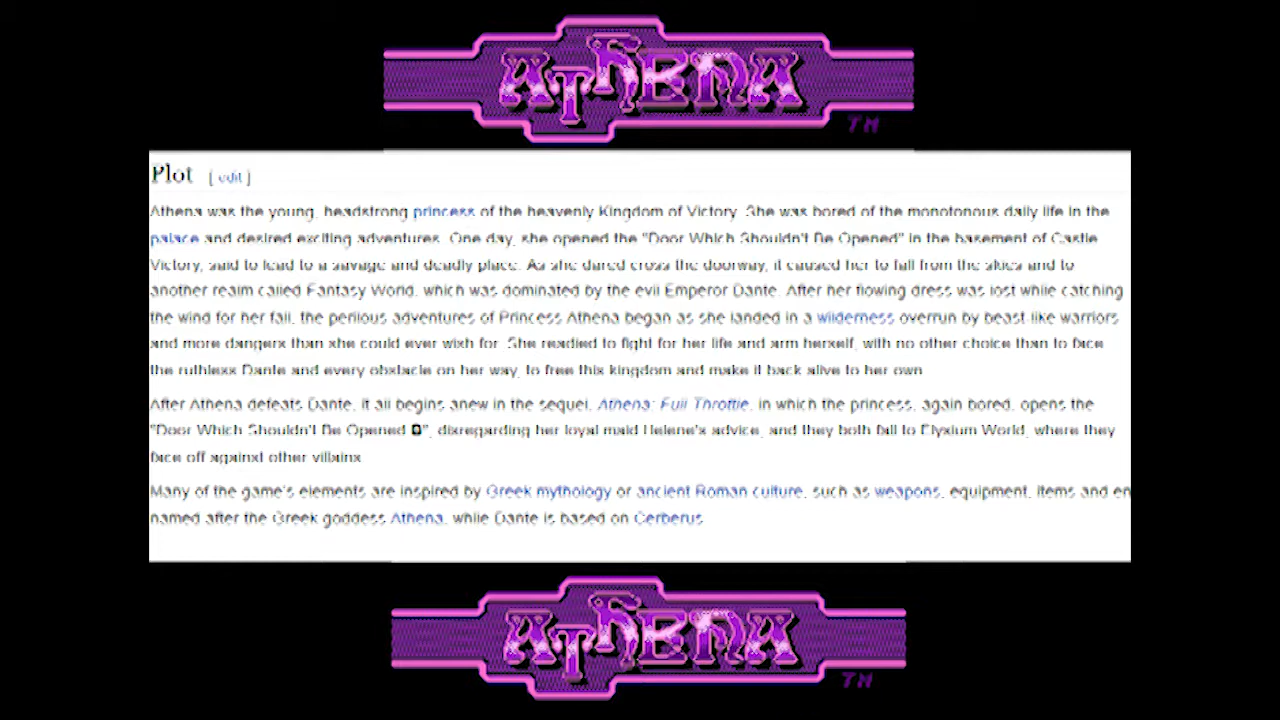 ATHENA
TM
Plot [ edit ]
Athena was the young, headstrong princess of the heavenly Kingdom of Victory. She was bored of the monotonous daily life in the
palace and desired exciting adventures. One day, she opened the "Door Which Shouldn't Be Opened" in the basement of Castle
Victory, said to lead to a savage and deadly place. As she dared cross the doorway, it caused her to fall from the skies and to
another realm called Fantasy World, which was dominated by the evil Emperor Dante. After her flowing dress was lost while catching
the wind for her fall, the perilous adventures of Princess Athena began as she landed in a wilderness overrun by beast-like warriors
and more dangers than she could ever wish for. She readied to fight for her life and arm herself, with no other choice than to face
the ruthless Dante and every obstacle on her way, to free this kingdom and make it back alive to her own.
After Athena defeats Dante, it all begins anew in the sequel, Athena: Full Throttle, in which the princess, again bored, opens the
"Door Which Shouldn't Be Opened B", disregarding her loyal maid Helene's advice, and they both fall to Elysium World, where they
face off against other villains.
Many of the game's elements are inspired by Greek mythology or ancient Roman culture, such as weapons, equipment, items and en
named after the Greek goddess Athena, while Dante is based on Cerberus.
ATHENA
TM